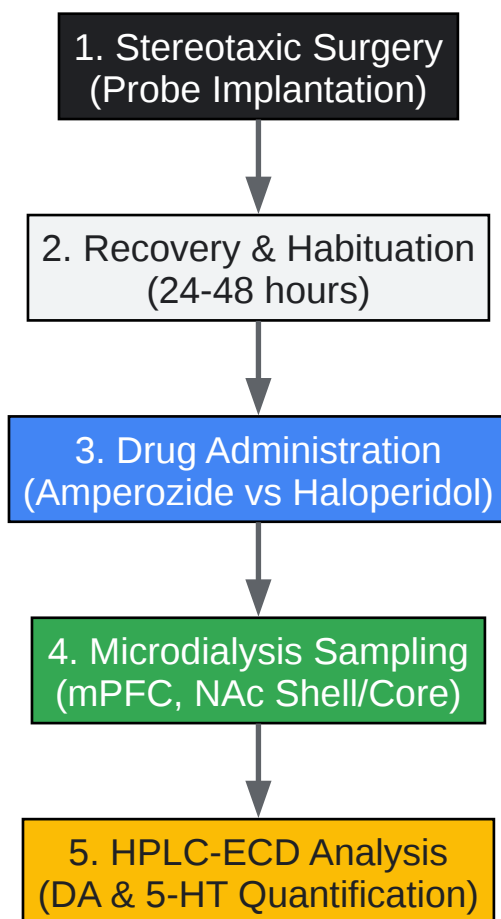 1. Stereotaxic Surgery
(Probe Implantation)
2. Recovery & Habituation
(24-48 hours)
3. Drug Administration
(Amperozide vs Haloperidol)
4. Microdialysis Sampling
(mPFC, NAc Shell/Core)
5. HPLC-ECD Analysis
(DA & 5-HT Quantification)